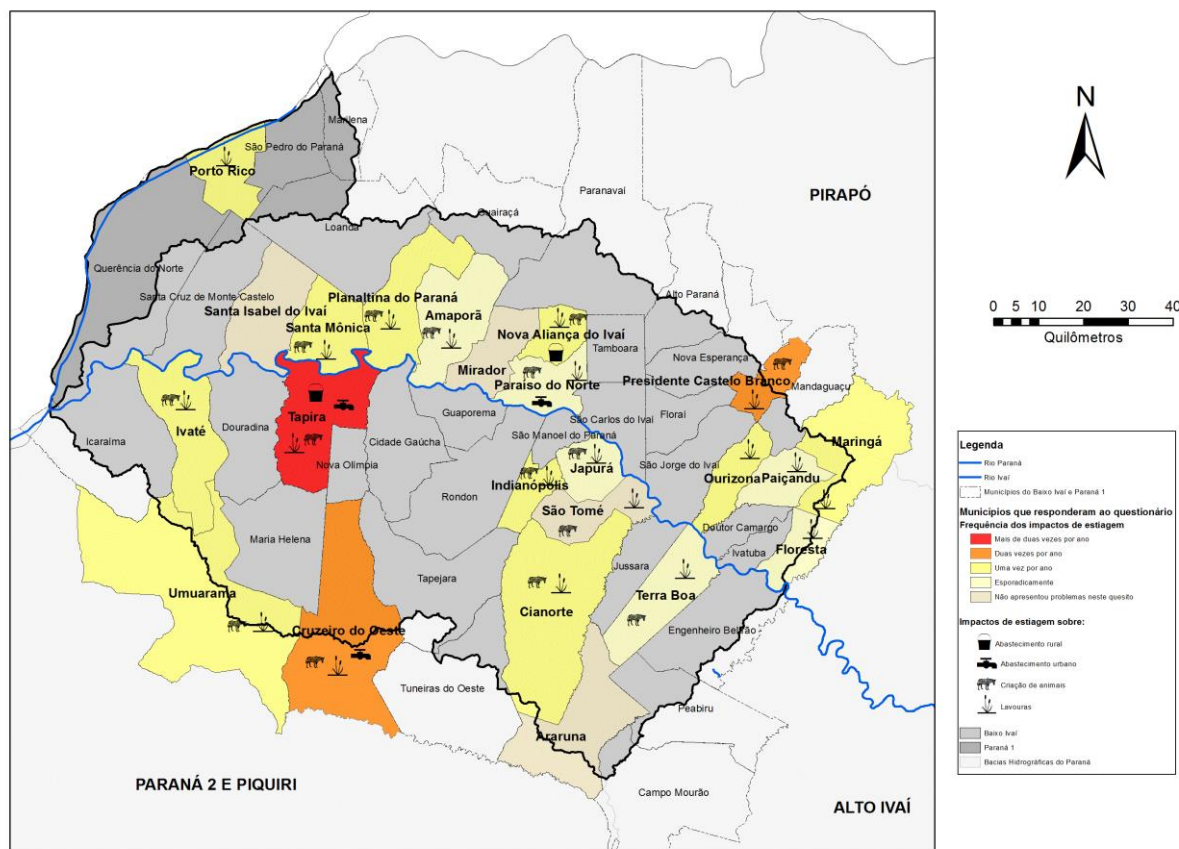 Marilena
São Pedro do Paraná
Porto Rico
Paranavaí
PIRAPÓ
Guairaçá
Loanda
Querência do Norte
Alto Paraná
Santa Cruz de Monte Castelo
Planaltina do Paraná
Santa Isabel do Ivaí
Amaporã
Santa Mônica
Nova Aliança do Ivaí
Tamboara
Nova Esperança
Mirador
Presidente Castelo Branco
Mandaguaçu
Paraíso do Norte
Guaporema
Tapira
São Carlos do Ivaí
Floraí
Ivaté
Douradina
Icaraíma
Cidade Gaúcha
São Manoel do Paraná
Maringá
Nova Olímpia
Japurá
São Jorge do Ivaí
Indianópolis
Ourizona
Paiçandu
Rondon
São Tomé
Doutor Camargo
Maria Helena
Ivatuba
Floresta
Tapejara
Jussara
Umuarama
Cianorte
Terra Boa
Cruzeiro do Oeste
Engenheiro Beltrão
Tuneiras do Oeste
Peabiru
Araruna
PARANÁ 2 E PIQUIRI
Campo Mourão
ALTO IVAÍ
N
0 5 10 20 30 40
Quilômetros
Legenda
Rio Paraná
Rio Ivaí
Municípios do Baixo Ivaí e Paraná 1
Municípios que responderam ao questionário
Frequência dos impactos de estiagem
Mais de duas vezes por ano
Duas vezes por ano
Uma vez por ano
Esporadicamente
Não apresentou problemas neste quesito
Impactos de estiagem sobre:
Abastecimento rural
Abastecimento urbano
Criação de animais
Lavouras
Baixo Ivaí
Paraná 1
Bacias Hidrográficas do Paraná